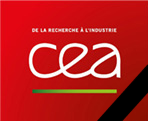 DE LA RECHERCHE À L'INDUSTRIE
cea